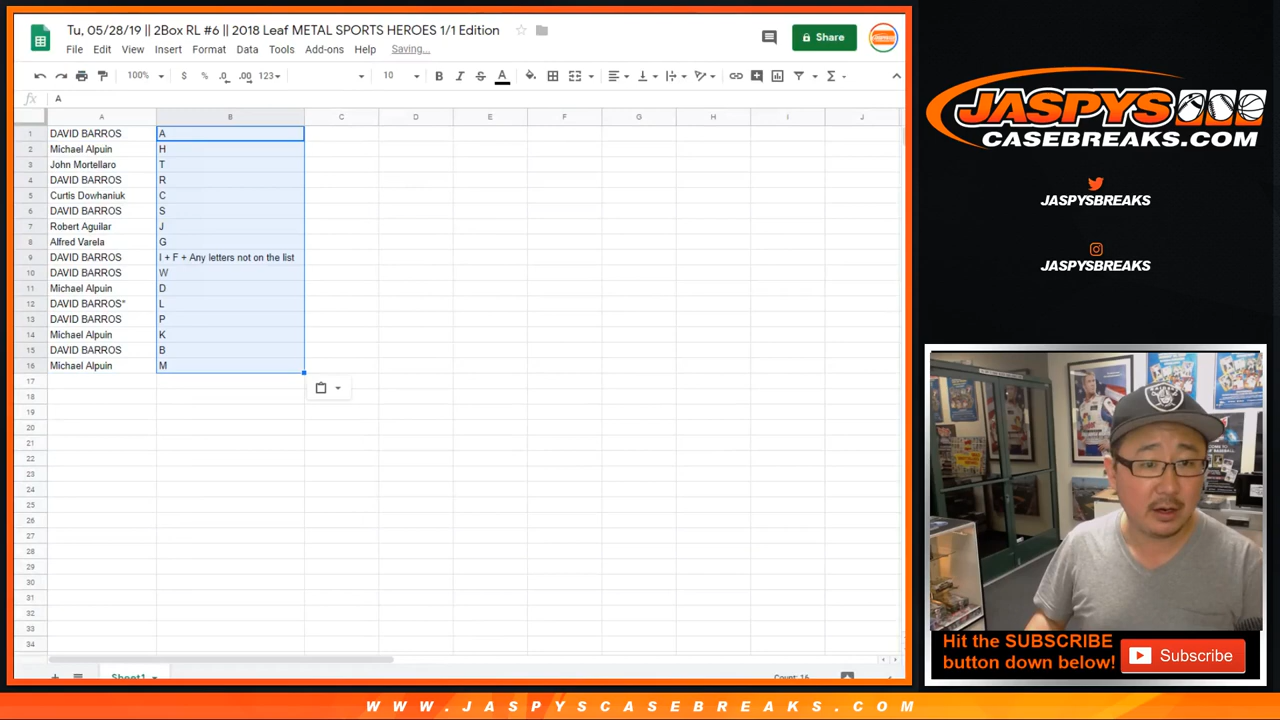 Tu, 05/28/19 || 2Box RL #6 || 2018 Leaf METAL SPORTS HEROES 1/1 Edition
File Edit View Insert Format Data Tools Add-ons Help Saving...
Share
100% $ % .0 .00 123 10 B I S A
fx A
A B C D E F G H I J
1 DAVID BARROS A
2 Michael Alpuin H
3 John Mortellaro T
4 DAVID BARROS R
5 Curtis Dowhaniuk C
6 DAVID BARROS S
7 Robert Aguilar J
8 Alfred Varela G
9 DAVID BARROS I + F + Any letters not on the list
10 DAVID BARROS W
11 Michael Alpuin D
12 DAVID BARROS* L
13 DAVID BARROS P
14 Michael Alpuin K
15 DAVID BARROS B
16 Michael Alpuin M
17
18
19
20
21
22
23
24
25
26
27
28
29
30
31
32
33
34
Sheet1
Count: 16
JASPYS
CASEBREAKS.COM
JASPYSBREAKS
JASPYSBREAKS
Hit the SUBSCRIBE
button down below!
Subscribe
WWW.JASPYSCASEBREAKS.COM